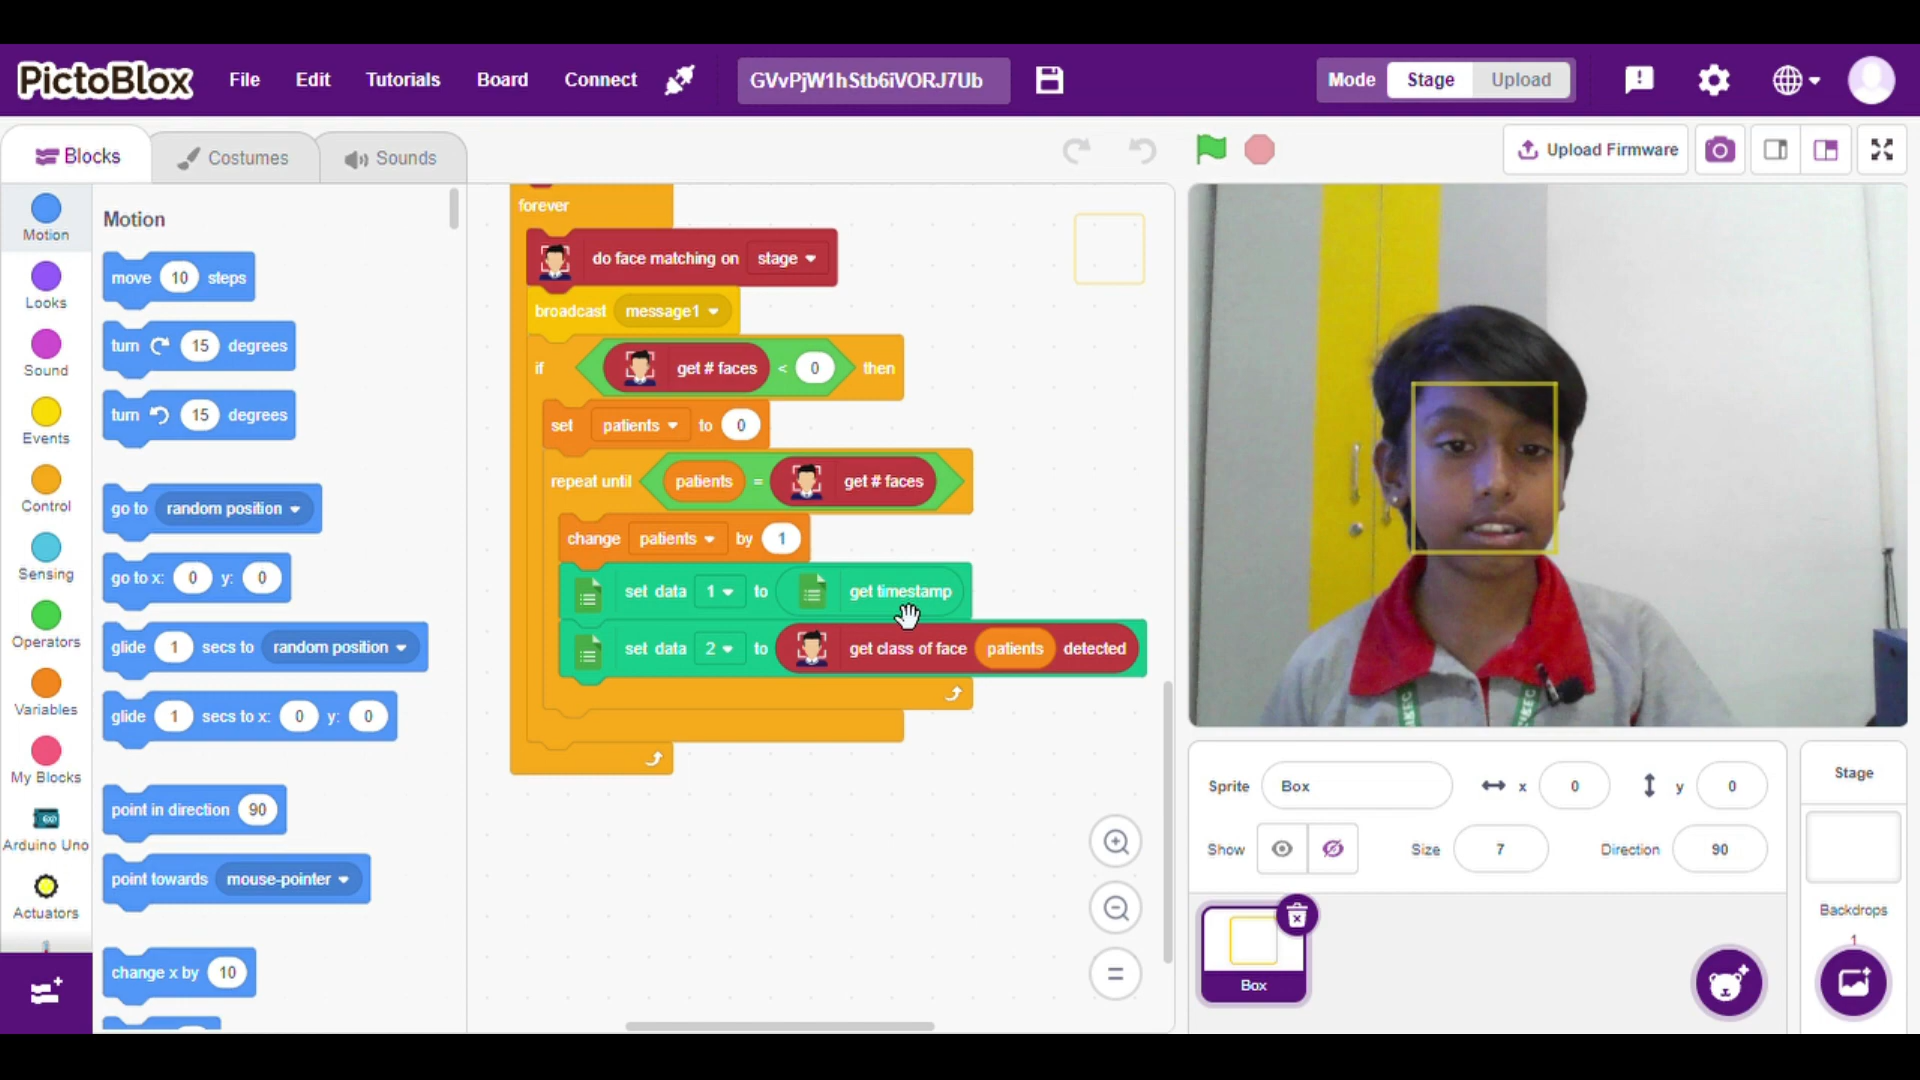 PictoBlox File Edit Tutorials Board Connect GVvPjW1hStb6iVORJ7Ub Mode Stage Upload
Blocks Costumes Sounds Upload Firmware
Motion
Looks
Sound
Events
Control
Sensing
Operators
Variables
My Blocks
Arduino Uno
Actuators
Motion
move 10 steps
turn 15 degrees
turn 15 degrees
go to random position
go to x: 0 y: 0
glide 1 secs to random position
glide 1 secs to x: 0 y: 0
point in direction 90
point towards mouse-pointer
change x by 10
forever
do face matching on stage
broadcast message1
if get # faces < 0 then
set patients to 0
repeat until patients = get # faces
change patients by 1
set data 1 to get timestamp
set data 2 to get class of face patients detected
Sprite Box x 0 y 0
Show Size 7 Direction 90
Box
Stage
Backdrops
1